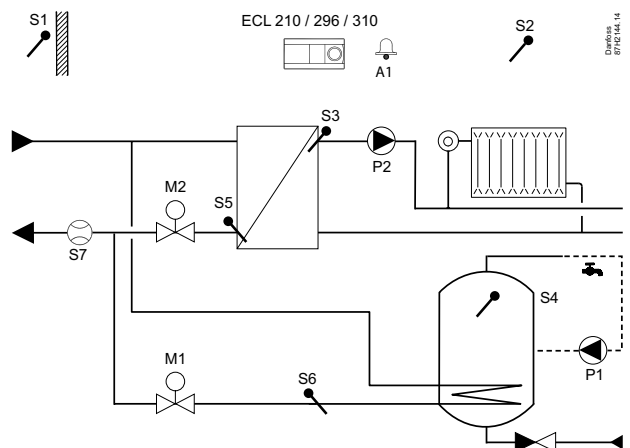 S1
ECL 210 / 296 / 310
A1
S2
Danfoss
87H2144.14
S3
P2
M2
S5
S7
S4
M1
S6
P1